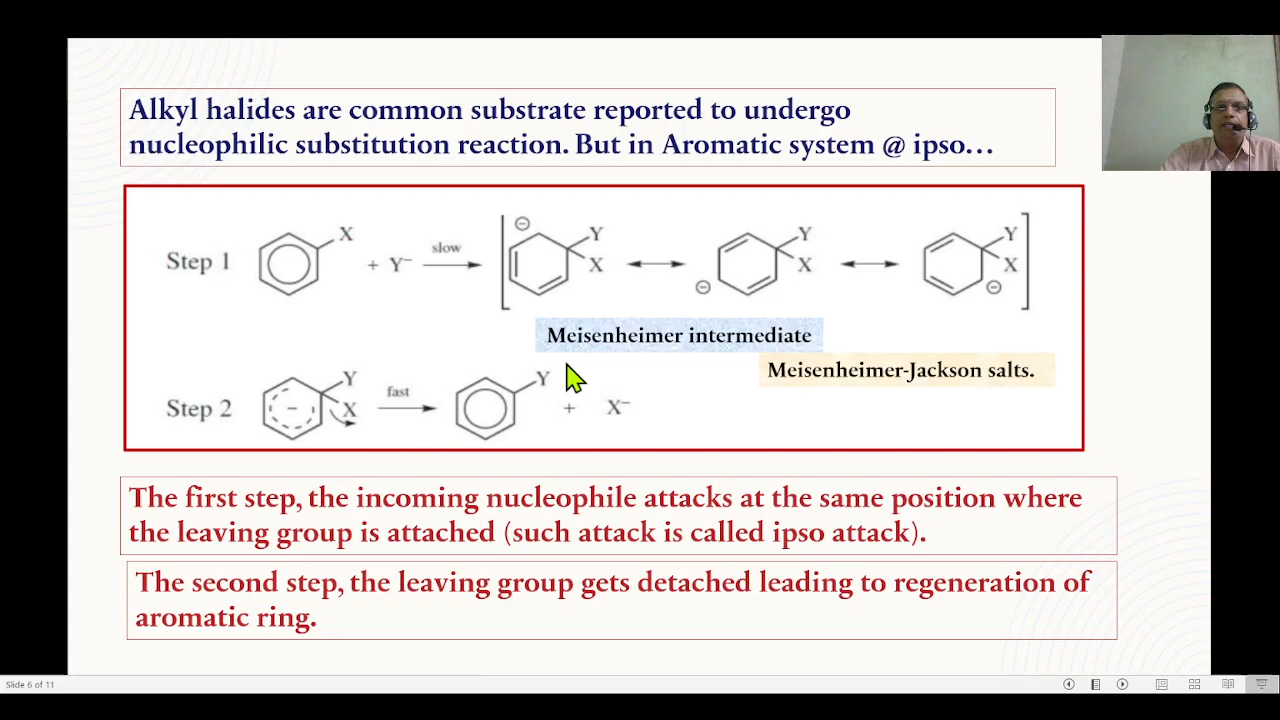 Alkyl halides are common substrate reported to undergo
nucleophilic substitution reaction. But in Aromatic system @ ipso...
Step 1 X + Y⁻ slow ⊖ Y X ⊖ Y X Y X ⊖
Meisenheimer intermediate
Meisenheimer-Jackson salts.
Step 2 Y X fast Y + X⁻
The first step, the incoming nucleophile attacks at the same position where
the leaving group is attached (such attack is called ipso attack).
The second step, the leaving group gets detached leading to regeneration of
aromatic ring.
Slide 6 of 11